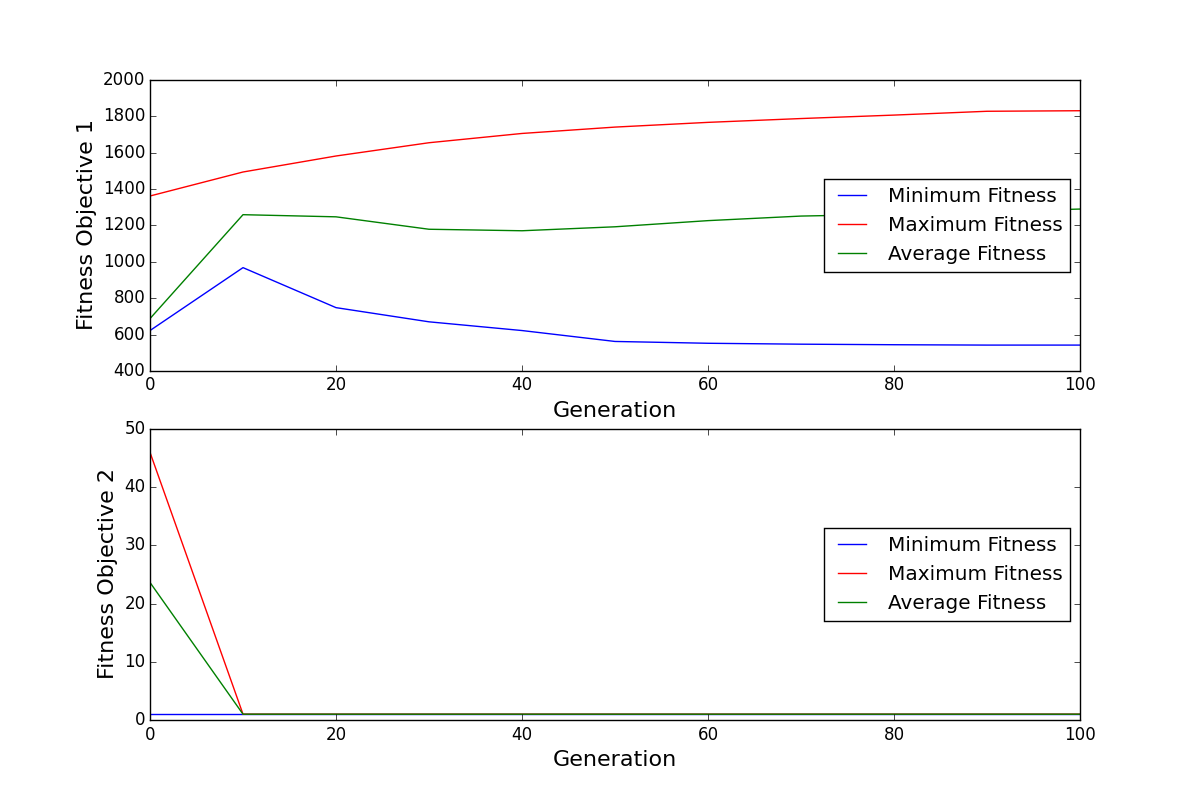 2000
1800
1600
1400
1200
1000
800
600
400
Fitness Objective 1
Minimum Fitness
Maximum Fitness
Average Fitness
0 20 40 60 80 100
Generation
50
40
30
20
10
0
Fitness Objective 2
Minimum Fitness
Maximum Fitness
Average Fitness
0 20 40 60 80 100
Generation